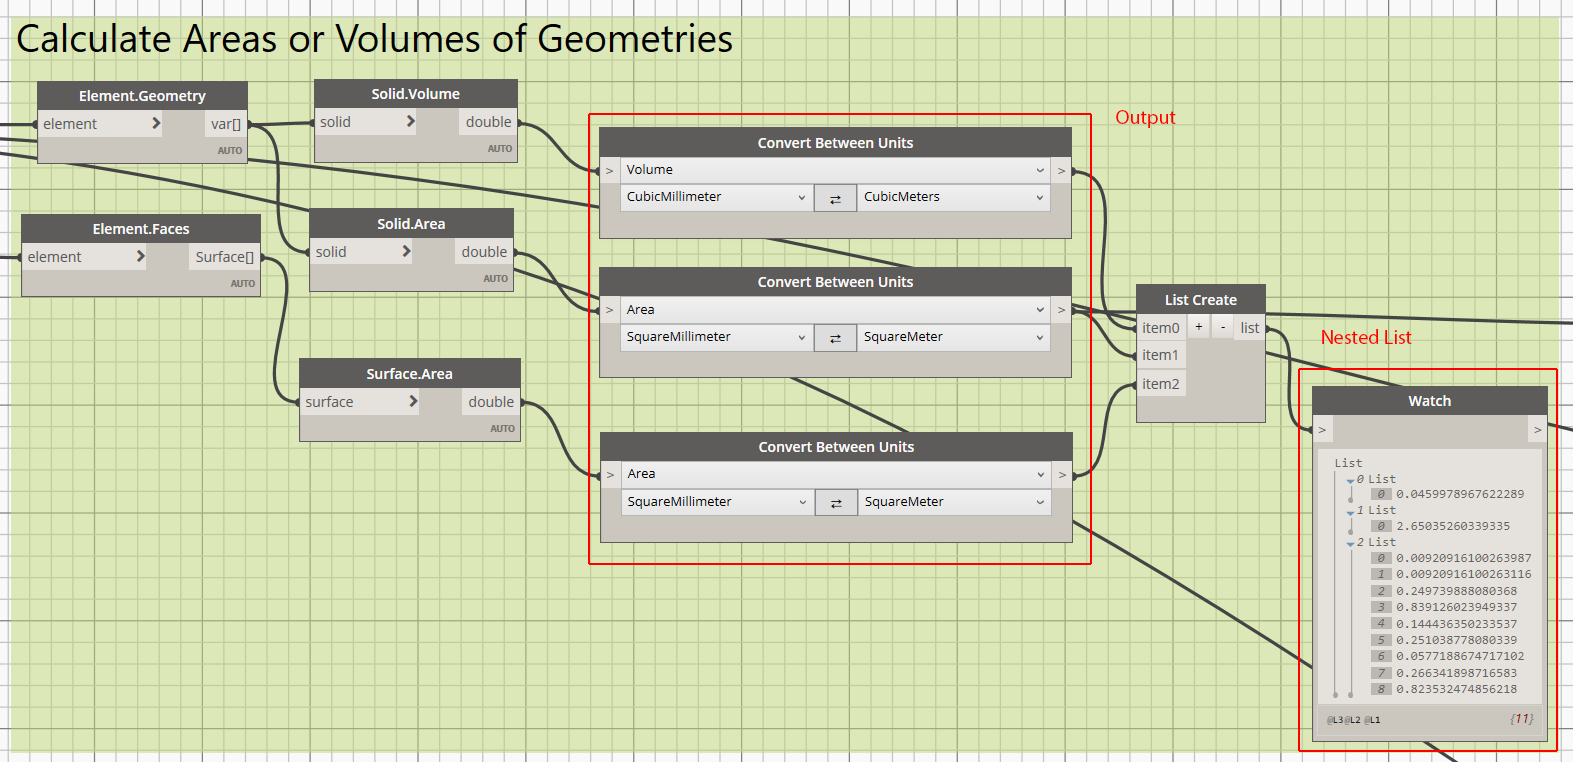 Calculate Areas or Volumes of Geometries
Element.Geometry
element > var[]
AUTO
Solid.Volume
solid > double
AUTO
Element.Faces
element > Surface[]
AUTO
Solid.Area
solid > double
AUTO
Surface.Area
surface > double
AUTO
Output
Convert Between Units
> Volume >
CubicMillimeter ⇄ CubicMeters
Convert Between Units
> Area >
SquareMillimeter ⇄ SquareMeter
Convert Between Units
> Area >
SquareMillimeter ⇄ SquareMeter
List Create
item0 + - list
item1
item2
Nested List
Watch
> >
List
0 List
0 0.0459978967622289
1 List
0 2.65035260339335
2 List
0 0.00920916100263987
1 0.00920916100263116
2 0.249739888080368
3 0.839126023949337
4 0.144436350233537
5 0.251038778080339
6 0.0577188674717102
7 0.266341898716583
8 0.823532474856218
@L3 @L2 @L1 {11}